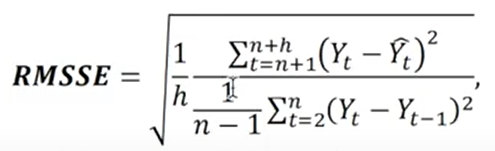 RMSSE = √( (1/h) · ( Σ_{t=n+1}^{n+h} (Y_t − Ŷ_t)² ) / ( (1/(n − 1)) Σ_{t=2}^{n} (Y_t − Y_{t−1})² ) ),